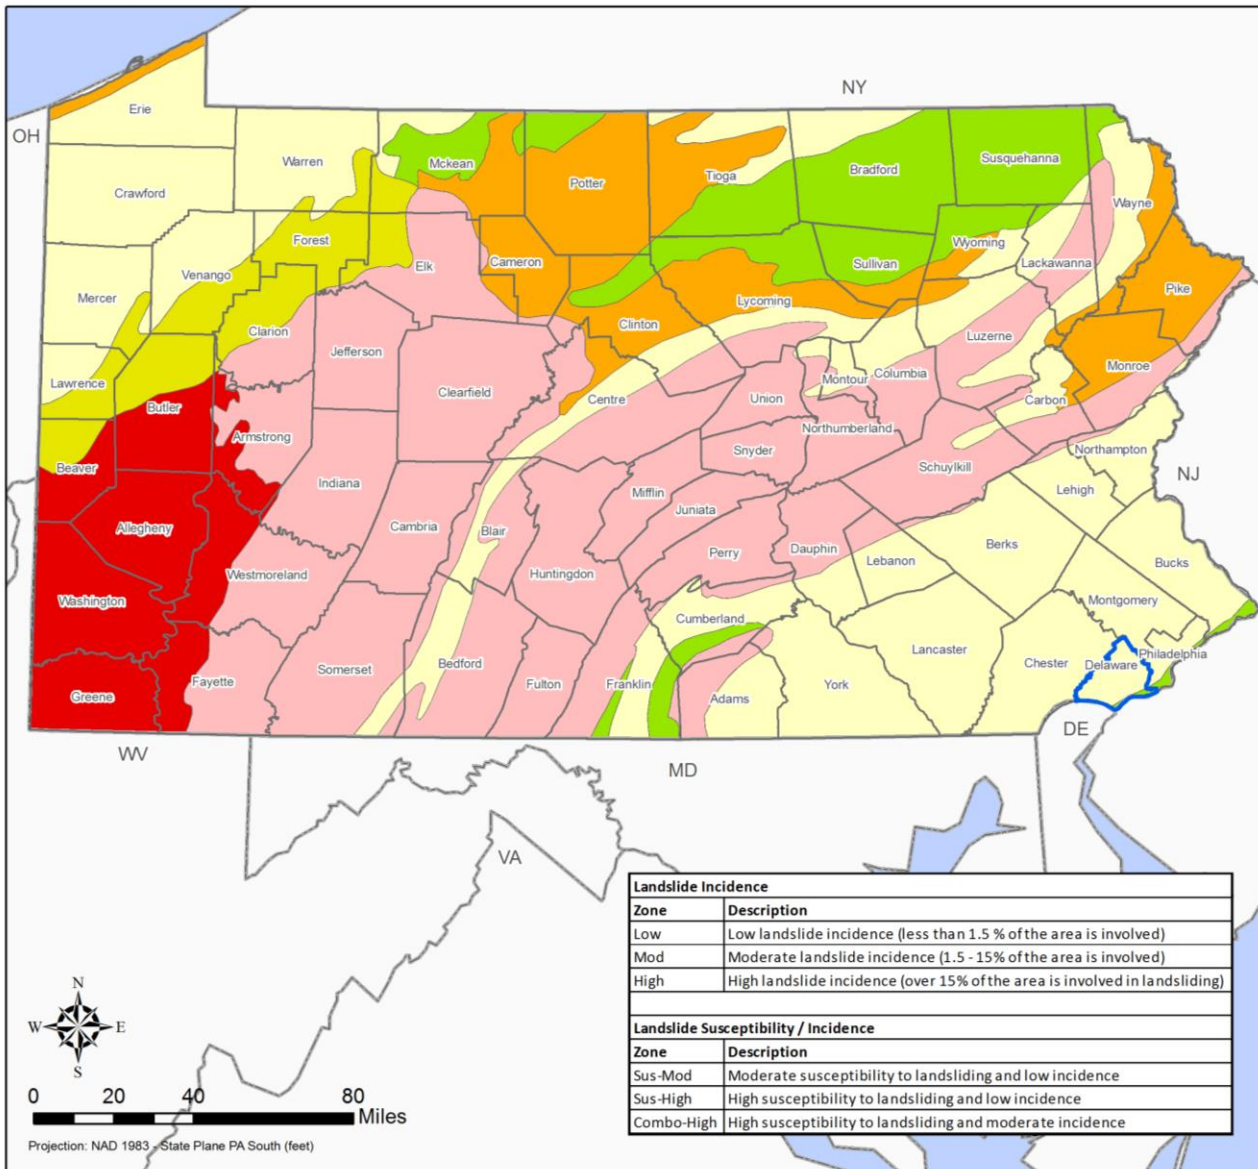 NY
OH
Erie
Crawford
Warren
Mckean
Potter
Tioga
Bradford
Susquehanna
Wayne
Forest
Venango
Mercer
Elk
Cameron
Sullivan
Wyoming
Lackawanna
Pike
Clarion
Lycoming
Clinton
Luzerne
Monroe
Jefferson
Lawrence
Butler
Clearfield
Centre
Union
Montour
Columbia
Carbon
Armstrong
Snyder
Northumberland
Beaver
Indiana
Mifflin
Schuylkill
Northampton
NJ
Lehigh
Juniata
Allegheny
Cambria
Blair
Perry
Dauphin
Lebanon
Berks
Bucks
Westmoreland
Huntingdon
Washington
Cumberland
Montgomery
Lancaster
Chester
Delaware
Philadelphia
Somerset
Bedford
Fulton
Franklin
Adams
York
Greene
Fayette
WV
MD
DE
VA
Landslide Incidence
Zone Description
Low Low landslide incidence (less than 1.5 % of the area is involved)
Mod Moderate landslide incidence (1.5 - 15% of the area is involved)
High High landslide incidence (over 15% of the area is involved in landsliding)
Landslide Susceptibility / Incidence
Zone Description
Sus-Mod Moderate susceptibility to landsliding and low incidence
Sus-High High susceptibility to landsliding and low incidence
Combo-High High susceptibility to landsliding and moderate incidence
N
W E
S
0 20 40 80
Miles
Projection: NAD 1983 - State Plane PA South (feet)